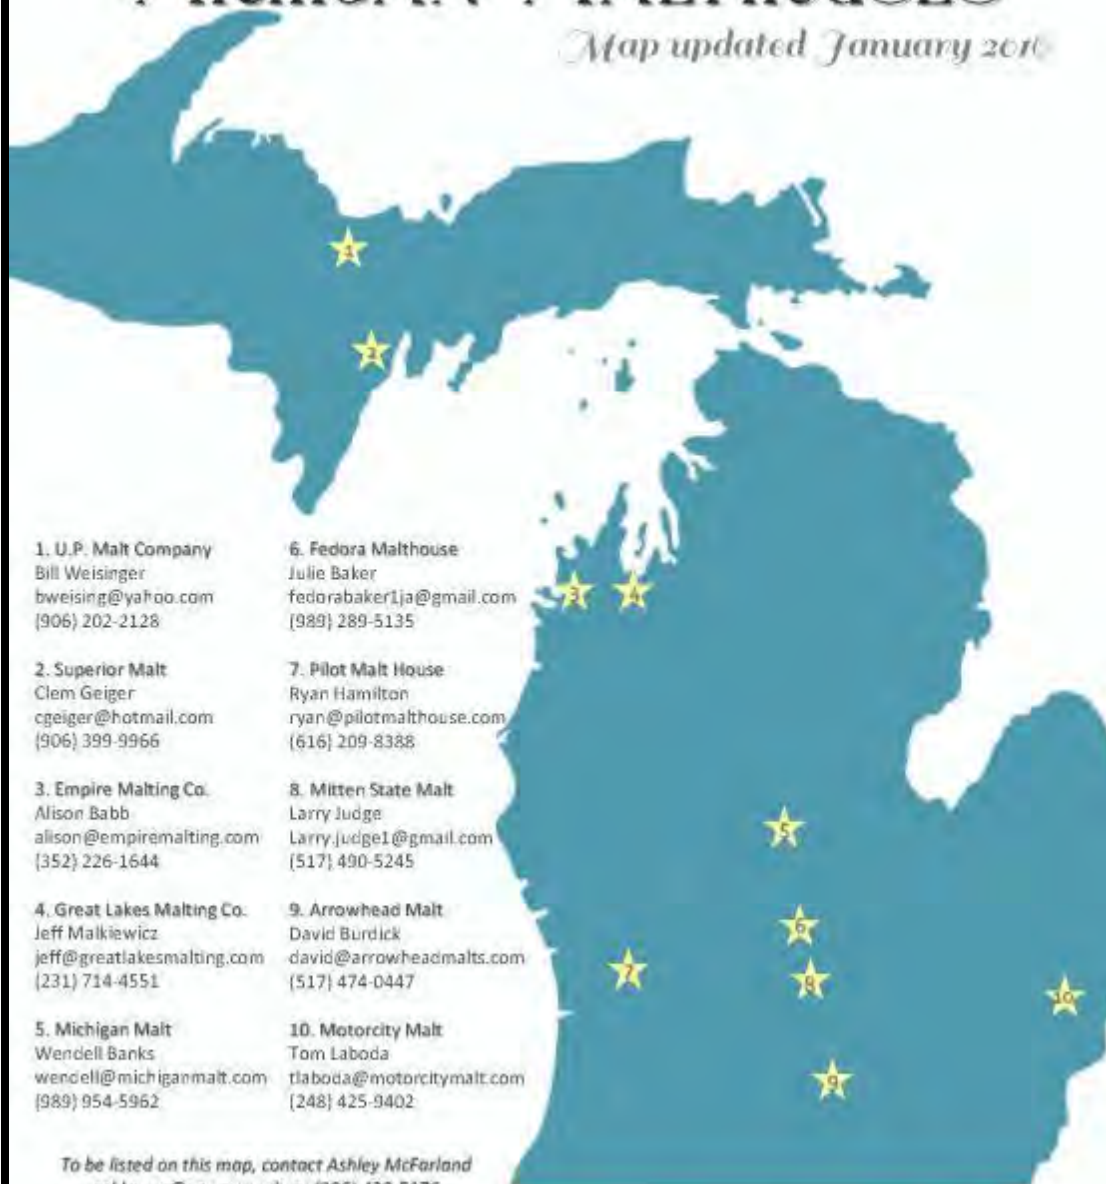 Map updated January 2016
1. U.P. Malt Company
Bill Weisinger
bweising@yahoo.com
(906) 202-2128
2. Superior Malt
Clem Geiger
cgeiger@hotmail.com
(906) 399-9966
3. Empire Malting Co.
Alison Babb
alison@empiremalting.com
(352) 226-1644
4. Great Lakes Malting Co.
Jeff Malkiewicz
jeff@greatlakesmalting.com
(231) 714-4551
5. Michigan Malt
Wendell Banks
wendell@michiganmalt.com
(989) 954-5962
6. Fedora Malthouse
Julie Baker
fedorabaker1ja@gmail.com
(989) 289-5135
7. Pilot Malt House
Ryan Hamilton
ryan@pilotmalthouse.com
(616) 209-8388
8. Mitten State Malt
Larry Judge
Larry.judge1@gmail.com
(517) 490-5245
9. Arrowhead Malt
David Burdick
david@arrowheadmalts.com
(517) 474-0447
10. Motorcity Malt
Tom Laboda
tlaboda@motorcitymalt.com
(248) 425-9402
To be listed on this map, contact Ashley McFarland
1
2
3
4
5
6
7
8
9
10